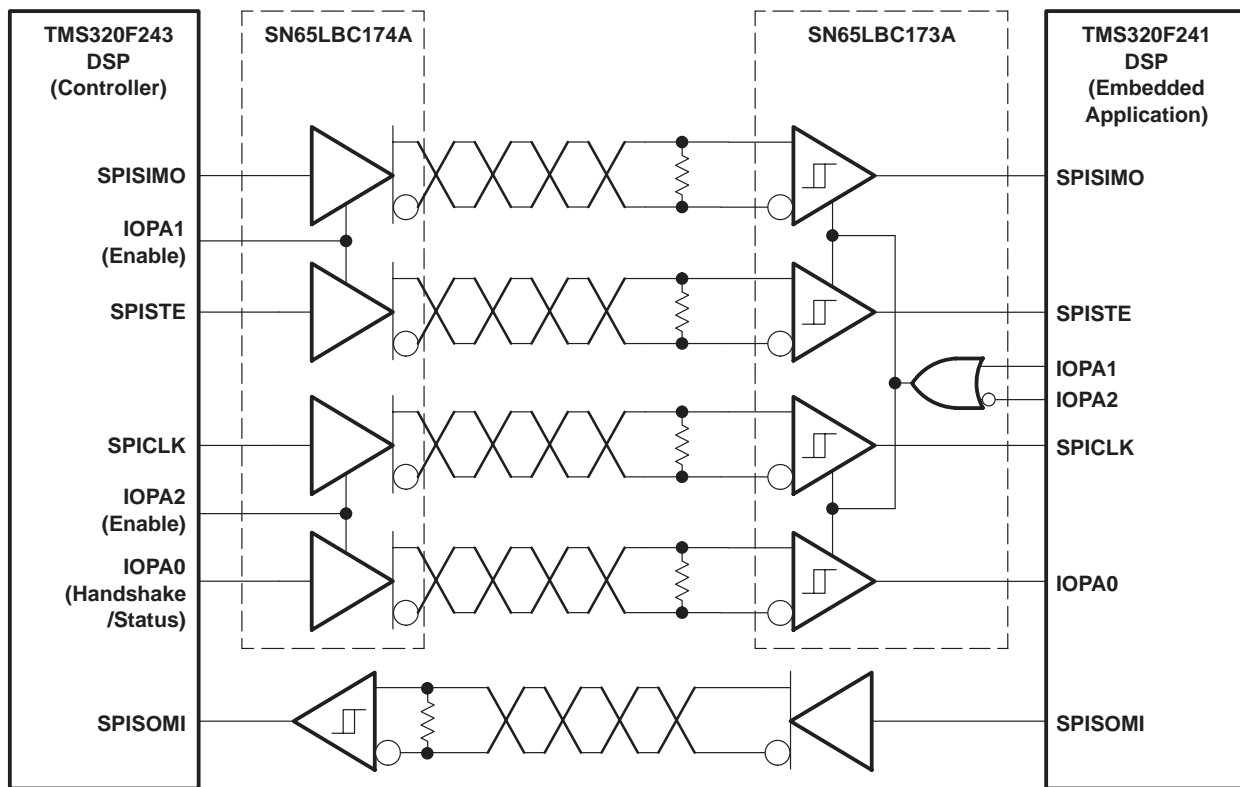 TMS320F243
DSP
(Controller)
SN65LBC174A
SN65LBC173A
TMS320F241
DSP
(Embedded
Application)
SPISIMO
SPISIMO
IOPA1
(Enable)
SPISTE
SPISTE
IOPA1
IOPA2
SPICLK
SPICLK
IOPA2
(Enable)
IOPA0
(Handshake
/Status)
IOPA0
SPISOMI
SPISOMI